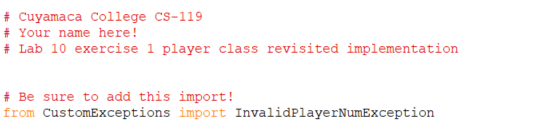 # Cuyamaca College CS-119
# Your name here!
# Lab 10 exercise 1 player class revisited implementation
# Be sure to add this import!
from CustomExceptions import InvalidPlayerNumException